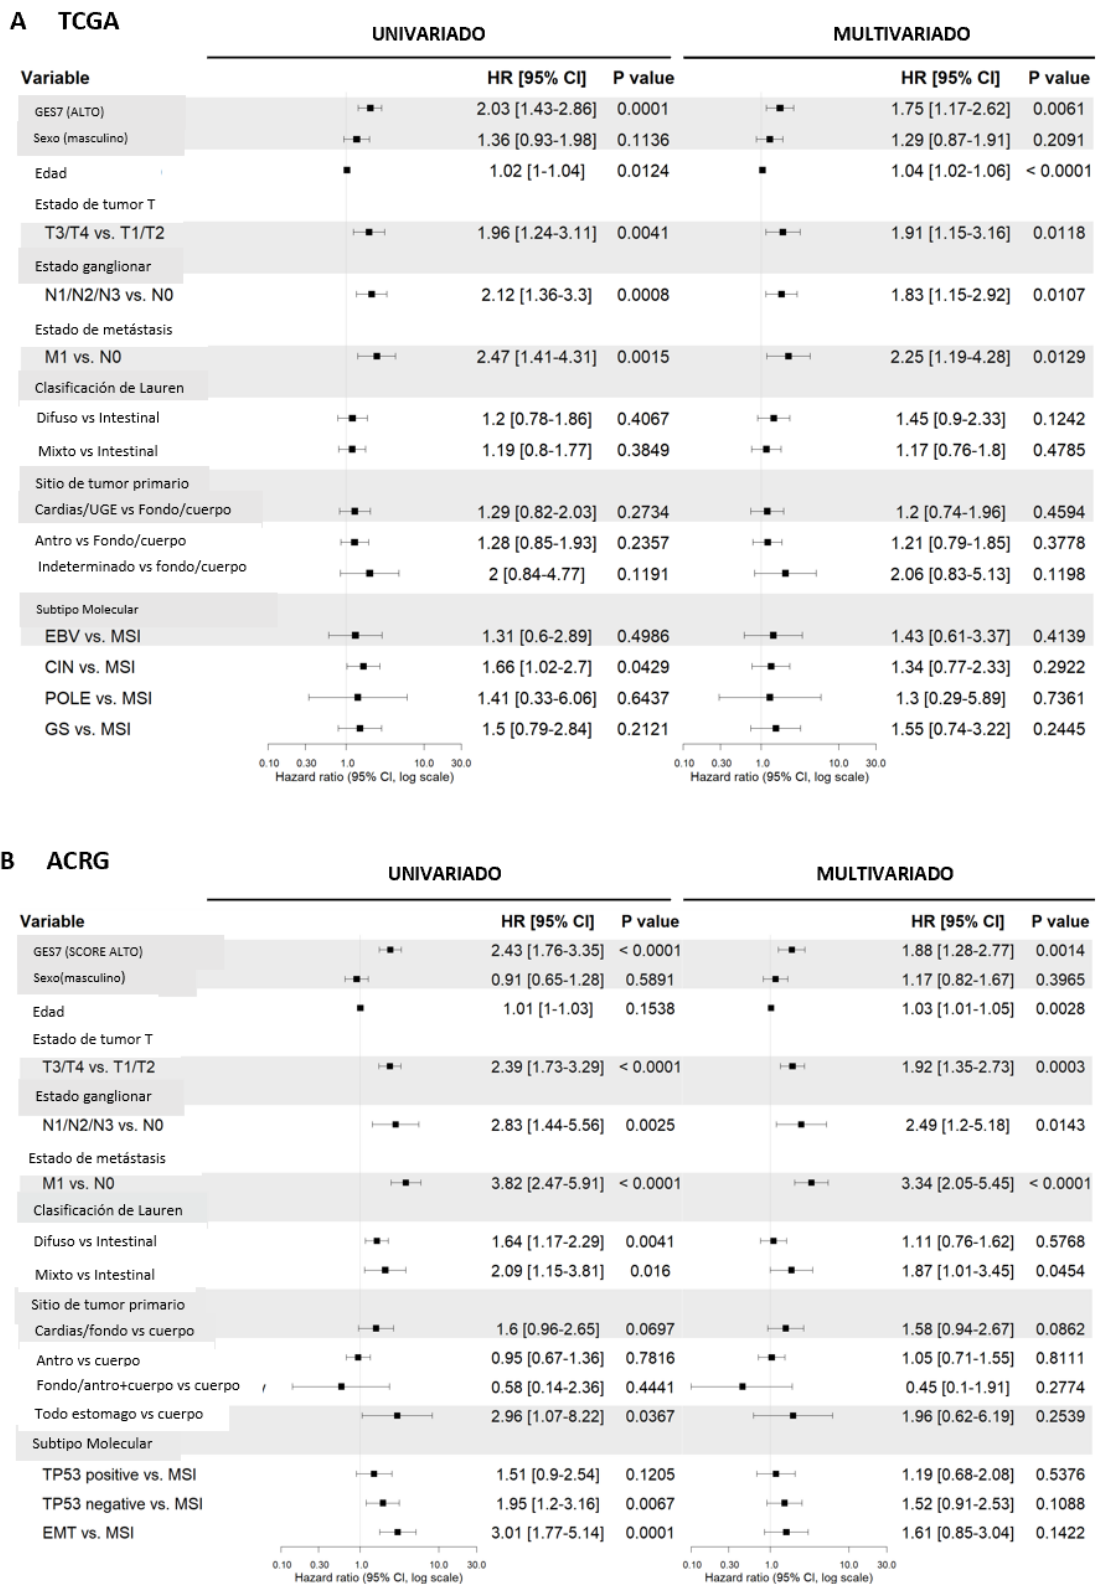 A TCGA
UNIVARIADO MULTIVARIADO
Variable HR [95% CI] P value HR [95% CI] P value
GES7 (ALTO) 2.03 [1.43-2.86] 0.0001 1.75 [1.17-2.62] 0.0061
Sexo (masculino) 1.36 [0.93-1.98] 0.1136 1.29 [0.87-1.91] 0.2091
Edad 1.02 [1-1.04] 0.0124 1.04 [1.02-1.06] < 0.0001
Estado de tumor T
T3/T4 vs. T1/T2 1.96 [1.24-3.11] 0.0041 1.91 [1.15-3.16] 0.0118
Estado ganglionar
N1/N2/N3 vs. N0 2.12 [1.36-3.3] 0.0008 1.83 [1.15-2.92] 0.0107
Estado de metástasis
M1 vs. N0 2.47 [1.41-4.31] 0.0015 2.25 [1.19-4.28] 0.0129
Clasificación de Lauren
Difuso vs Intestinal 1.2 [0.78-1.86] 0.4067 1.45 [0.9-2.33] 0.1242
Mixto vs Intestinal 1.19 [0.8-1.77] 0.3849 1.17 [0.76-1.8] 0.4785
Sitio de tumor primario
Cardias/UGE vs Fondo/cuerpo 1.29 [0.82-2.03] 0.2734 1.2 [0.74-1.96] 0.4594
Antro vs Fondo/cuerpo 1.28 [0.85-1.93] 0.2357 1.21 [0.79-1.85] 0.3778
Indeterminado vs fondo/cuerpo 2 [0.84-4.77] 0.1191 2.06 [0.83-5.13] 0.1198
Subtipo Molecular
EBV vs. MSI 1.31 [0.6-2.89] 0.4986 1.43 [0.61-3.37] 0.4139
CIN vs. MSI 1.66 [1.02-2.7] 0.0429 1.34 [0.77-2.33] 0.2922
POLE vs. MSI 1.41 [0.33-6.06] 0.6437 1.3 [0.29-5.89] 0.7361
GS vs. MSI 1.5 [0.79-2.84] 0.2121 1.55 [0.74-3.22] 0.2445
0.10 0.30 1.0 10.0 30.0 0.10 0.30 1.0 10.0 30.0
Hazard ratio (95% CI, log scale) Hazard ratio (95% CI, log scale)
B ACRG
UNIVARIADO MULTIVARIADO
Variable HR [95% CI] P value HR [95% CI] P value
GES7 (SCORE ALTO) 2.43 [1.76-3.35] < 0.0001 1.88 [1.28-2.77] 0.0014
Sexo(masculino) 0.91 [0.65-1.28] 0.5891 1.17 [0.82-1.67] 0.3965
Edad 1.01 [1-1.03] 0.1538 1.03 [1.01-1.05] 0.0028
Estado de tumor T
T3/T4 vs. T1/T2 2.39 [1.73-3.29] < 0.0001 1.92 [1.35-2.73] 0.0003
Estado ganglionar
N1/N2/N3 vs. N0 2.83 [1.44-5.56] 0.0025 2.49 [1.2-5.18] 0.0143
Estado de metástasis
M1 vs. N0 3.82 [2.47-5.91] < 0.0001 3.34 [2.05-5.45] < 0.0001
Clasificación de Lauren
Difuso vs Intestinal 1.64 [1.17-2.29] 0.0041 1.11 [0.76-1.62] 0.5768
Mixto vs Intestinal 2.09 [1.15-3.81] 0.016 1.87 [1.01-3.45] 0.0454
Sitio de tumor primario
Cardias/fondo vs cuerpo 1.6 [0.96-2.65] 0.0697 1.58 [0.94-2.67] 0.0862
Antro vs cuerpo 0.95 [0.67-1.36] 0.7816 1.05 [0.71-1.55] 0.8111
Fondo/antro+cuerpo vs cuerpo 0.58 [0.14-2.36] 0.4441 0.45 [0.1-1.91] 0.2774
Todo estomago vs cuerpo 2.96 [1.07-8.22] 0.0367 1.96 [0.62-6.19] 0.2539
Subtipo Molecular
TP53 positive vs. MSI 1.51 [0.9-2.54] 0.1205 1.19 [0.68-2.08] 0.5376
TP53 negative vs. MSI 1.95 [1.2-3.16] 0.0067 1.52 [0.91-2.53] 0.1088
EMT vs. MSI 3.01 [1.77-5.14] 0.0001 1.61 [0.85-3.04] 0.1422
0.10 0.30 1.0 10.0 30.0 0.10 0.30 1.0 10.0 30.0
Hazard ratio (95% CI, log scale) Hazard ratio (95% CI, log scale)